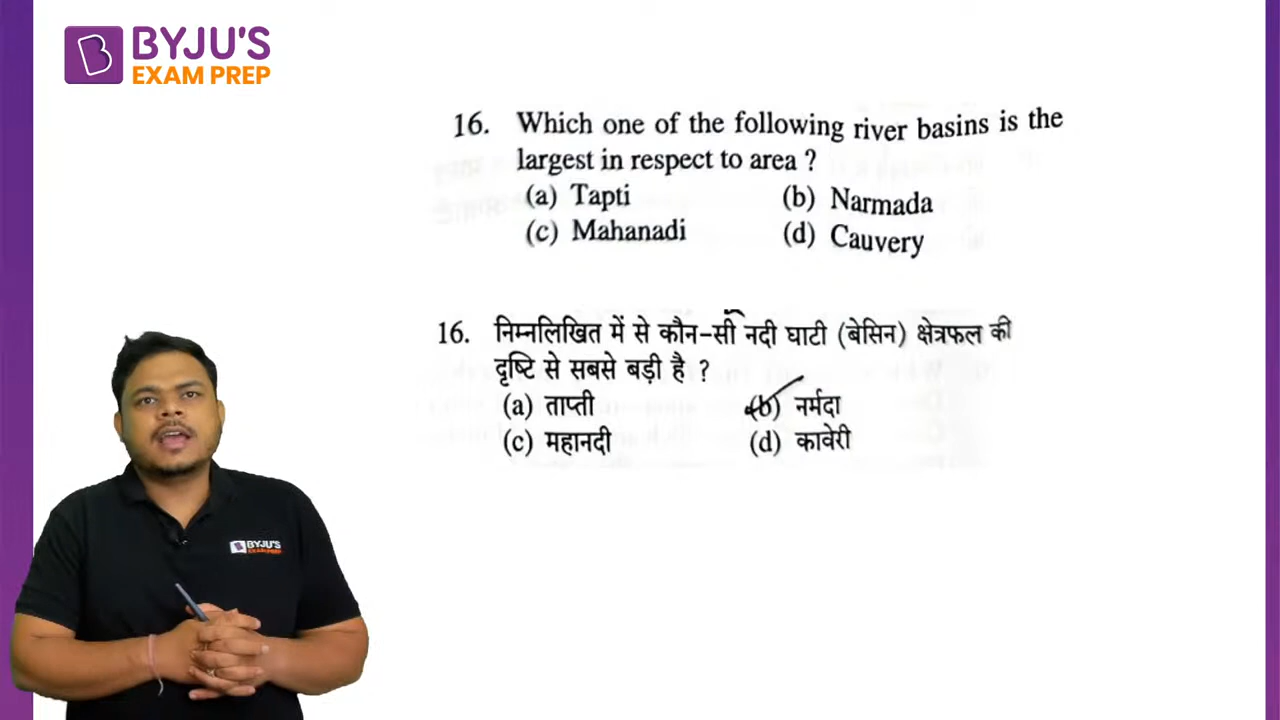 BYJU'S
EXAM PREP
16. Which one of the following river basins is the
largest in respect to area ?
(a) Tapti (b) Narmada
(c) Mahanadi (d) Cauvery
16. निम्नलिखित में से कौन-सी नदी घाटी (बेसिन) क्षेत्रफल की
दृष्टि से सबसे बड़ी है ?
(a) ताप्ती (b) नर्मदा
(c) महानदी (d) कावेरी
BYJU'S
EXAM PREP